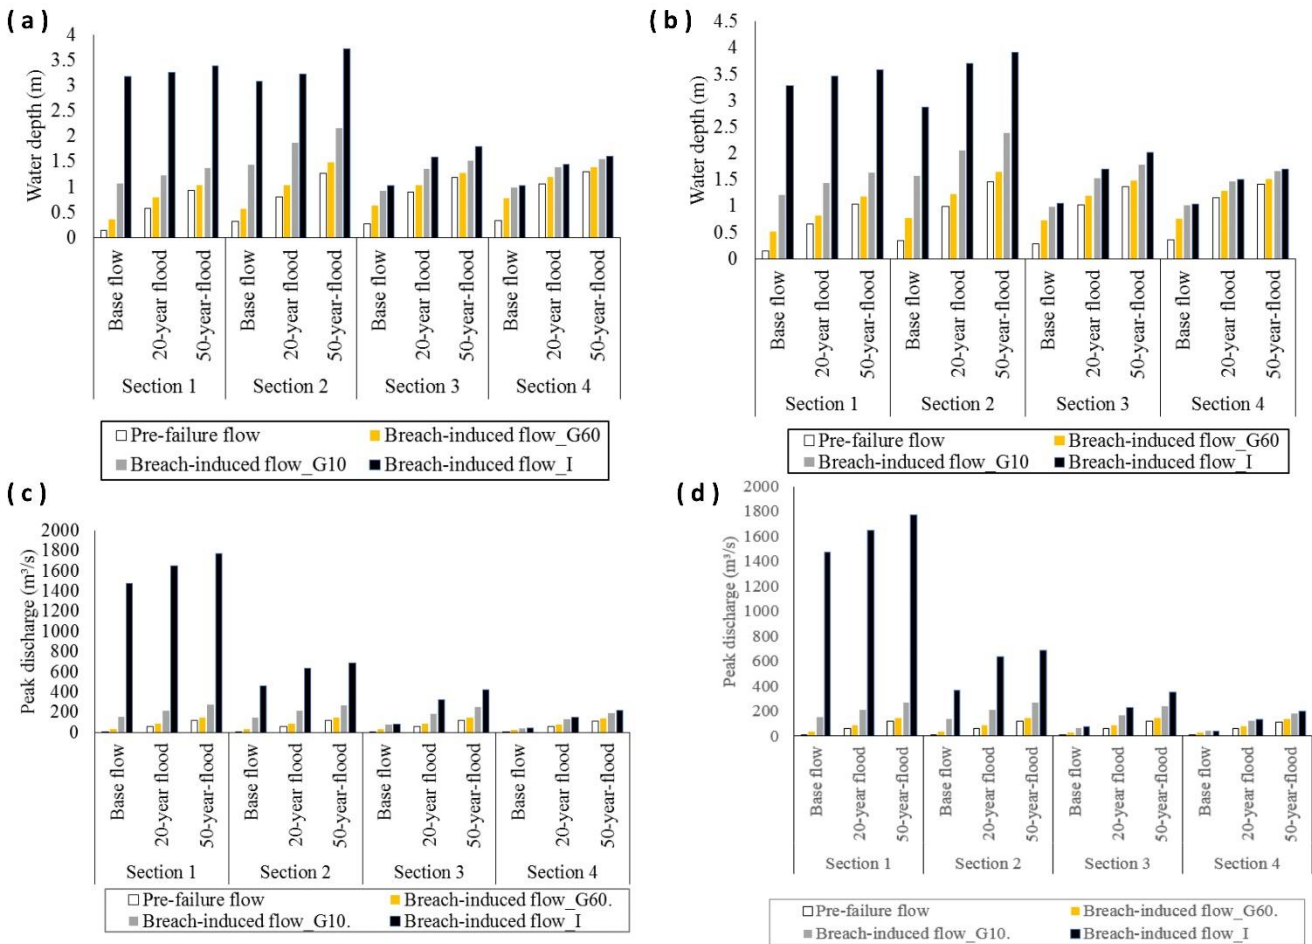 ( a )
4
3.5
3
2.5
2
1.5
1
0.5
0
Water depth (m)
Base flow
20-year flood
50-year-flood
Base flow
20-year flood
50-year-flood
Base flow
20-year flood
50-year-flood
Base flow
20-year flood
50-year-flood
Section 1 Section 2 Section 3 Section 4
Pre-failure flow Breach-induced flow_G60
Breach-induced flow_G10 Breach-induced flow_I
( b )
4.5
4
3.5
3
2.5
2
1.5
1
0.5
0
Water depth (m)
Base flow
20-year flood
50-year-flood
Base flow
20-year flood
50-year-flood
Base flow
20-year flood
50-year-flood
Base flow
20-year flood
50-year-flood
Section 1 Section 2 Section 3 Section 4
Pre-failure flow Breach-induced flow_G60
Breach-induced flow_G10 Breach-induced flow_I
( c )
2000
1800
1600
1400
1200
1000
800
600
400
200
0
Peak discharge (m³/s)
Base flow
20-year flood
50-year-flood
Base flow
20-year flood
50-year-flood
Base flow
20-year flood
50-year-flood
Base flow
20-year flood
50-year-flood
Section 1 Section 2 Section 3 Section 4
Pre-failure flow Breach-induced flow_G60.
Breach-induced flow_G10. Breach-induced flow_I
( d )
2000
1800
1600
1400
1200
1000
800
600
400
200
0
Peak discharge (m³/s)
Base flow
20-year flood
50-year-flood
Base flow
20-year flood
50-year-flood
Base flow
20-year flood
50-year-flood
Base flow
20-year flood
50-year-flood
Section 1 Section 2 Section 3 Section 4
Pre-failure flow Breach-induced flow_G60.
Breach-induced flow_G10. Breach-induced flow_I